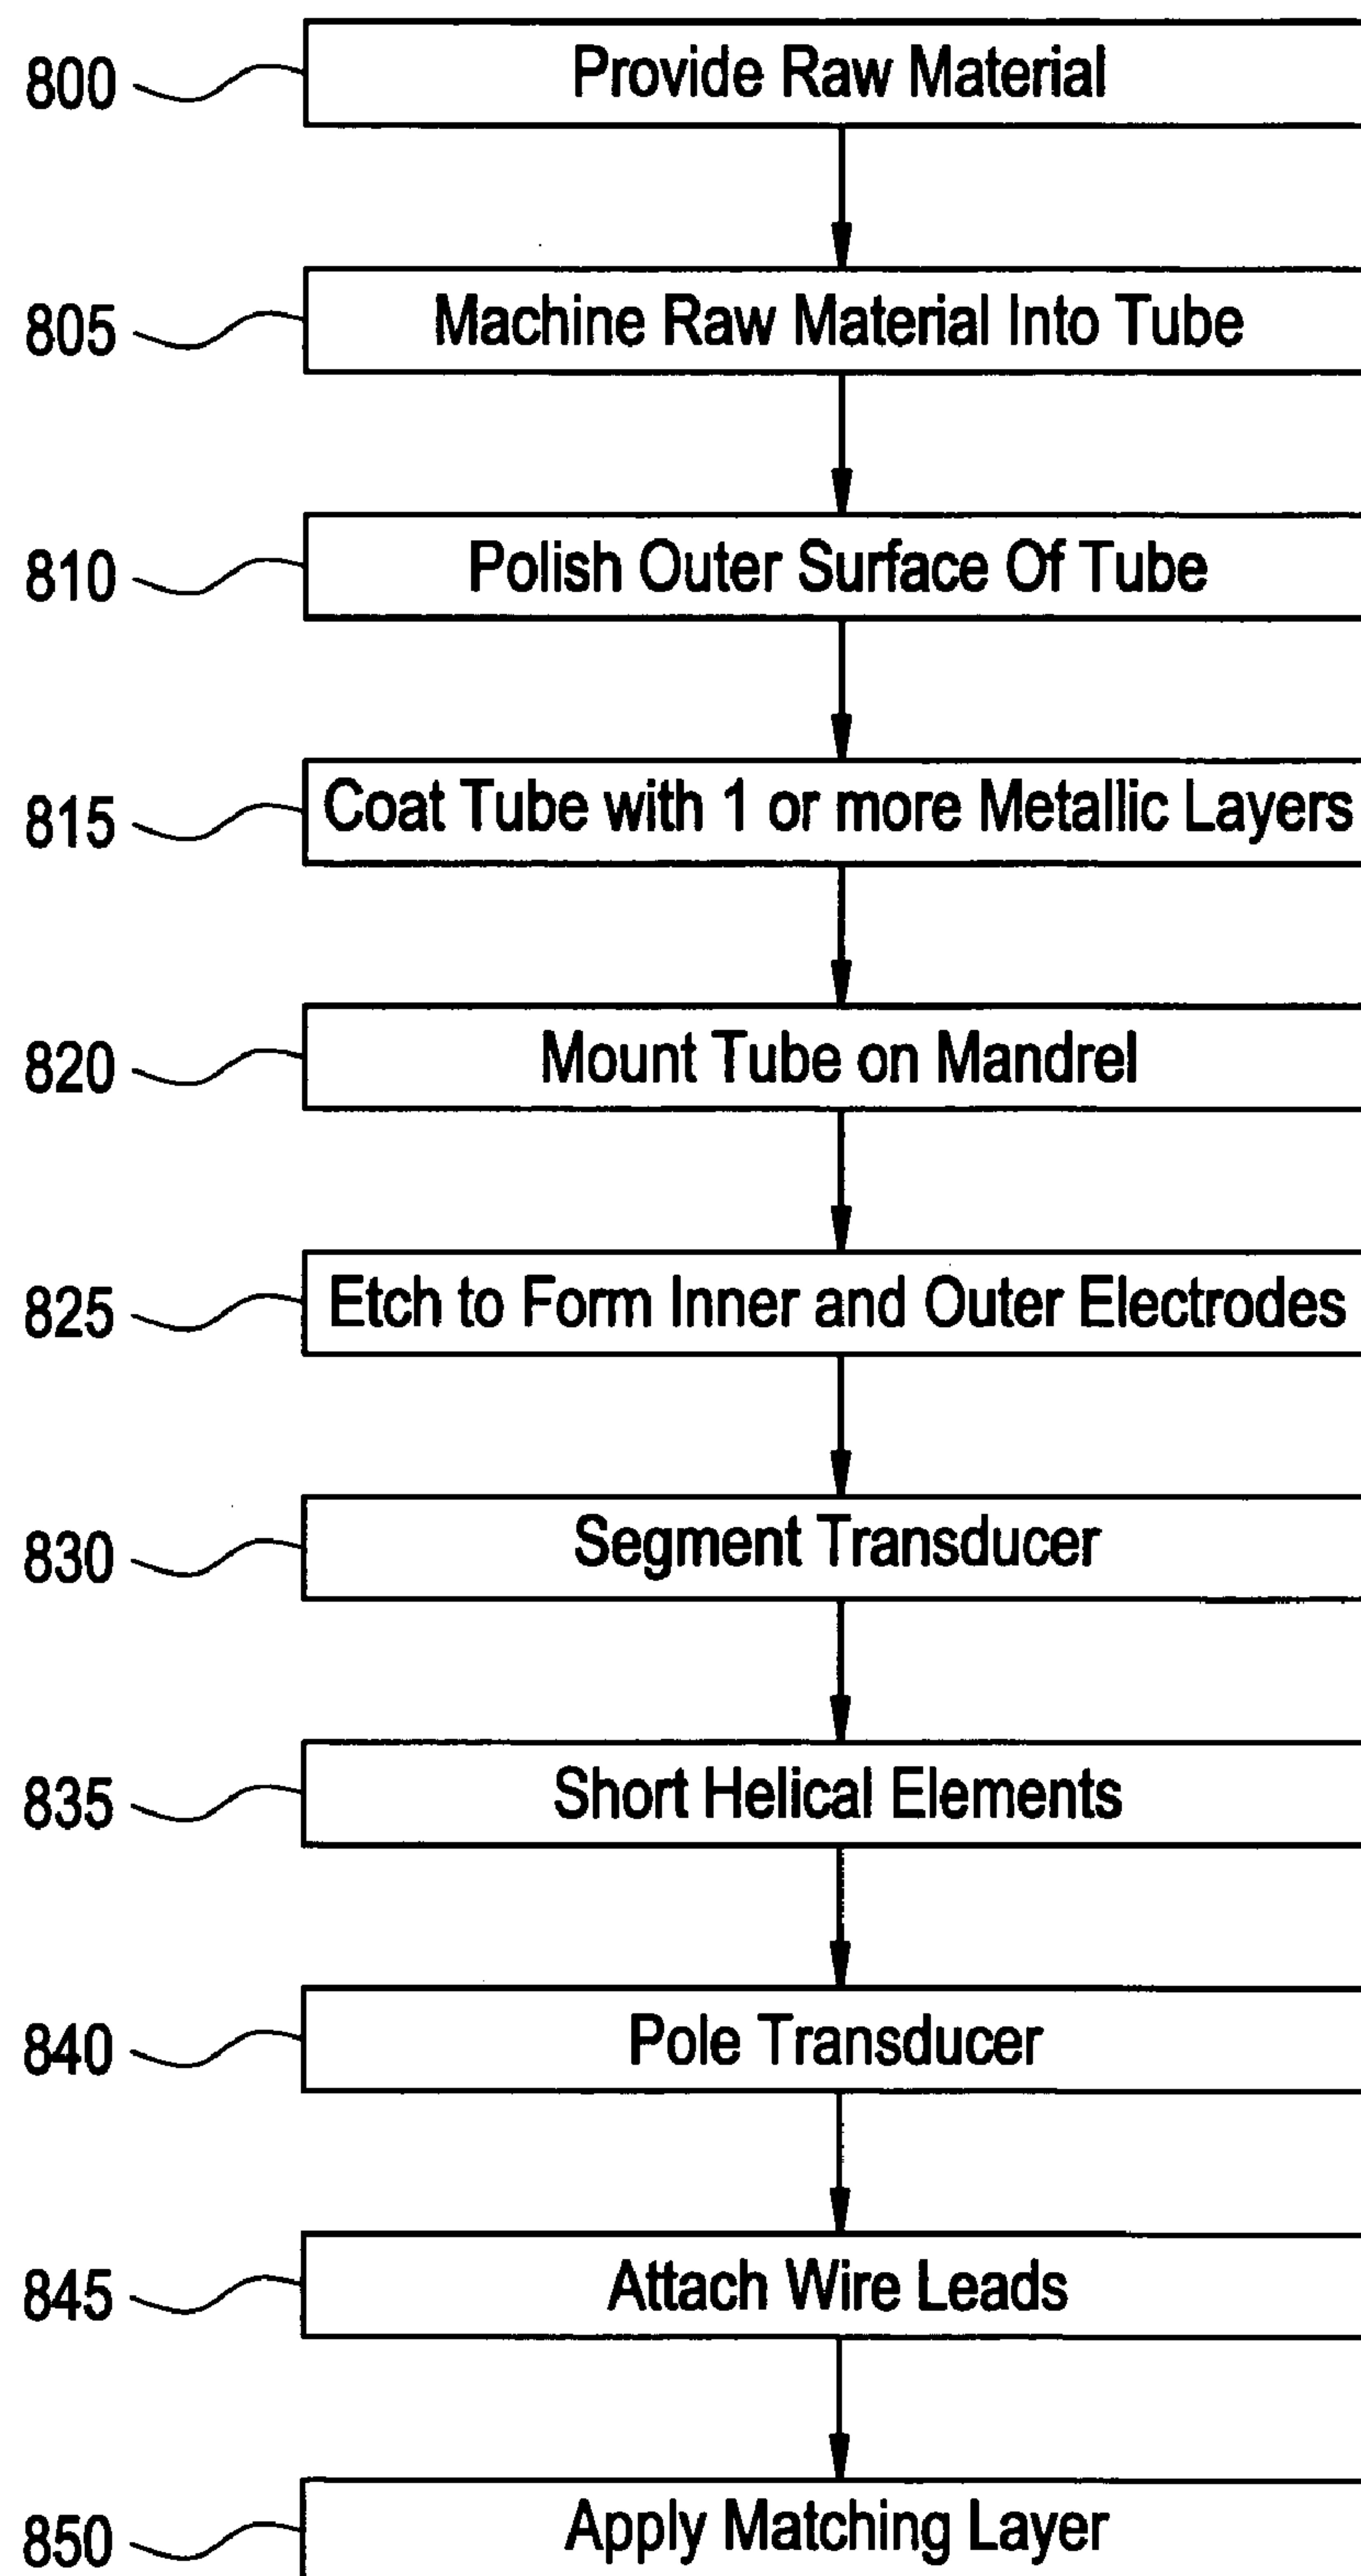 800 Provide Raw Material
805 Machine Raw Material Into Tube
810 Polish Outer Surface Of Tube
815 Coat Tube with 1 or more Metallic Layers
820 Mount Tube on Mandrel
825 Etch to Form Inner and Outer Electrodes
830 Segment Transducer
835 Short Helical Elements
840 Pole Transducer
845 Attach Wire Leads
850 Apply Matching Layer